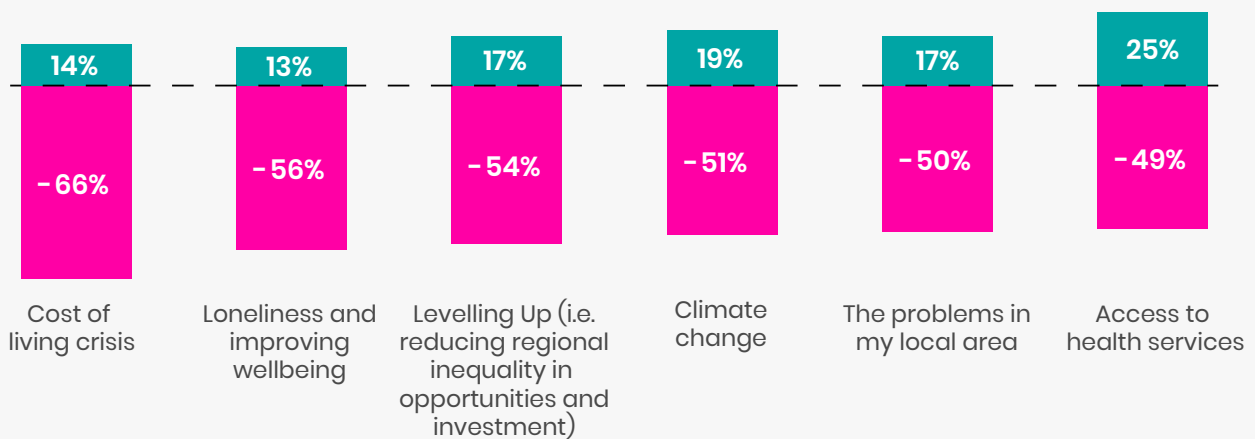 14%
13%
17%
19%
17%
25%
-66%
-56%
-54%
-51%
-50%
-49%
Cost of
living crisis
Loneliness and
improving
wellbeing
Levelling Up (i.e.
reducing regional
inequality in
opportunities and
investment)
Climate
change
The problems in
my local area
Access to
health services